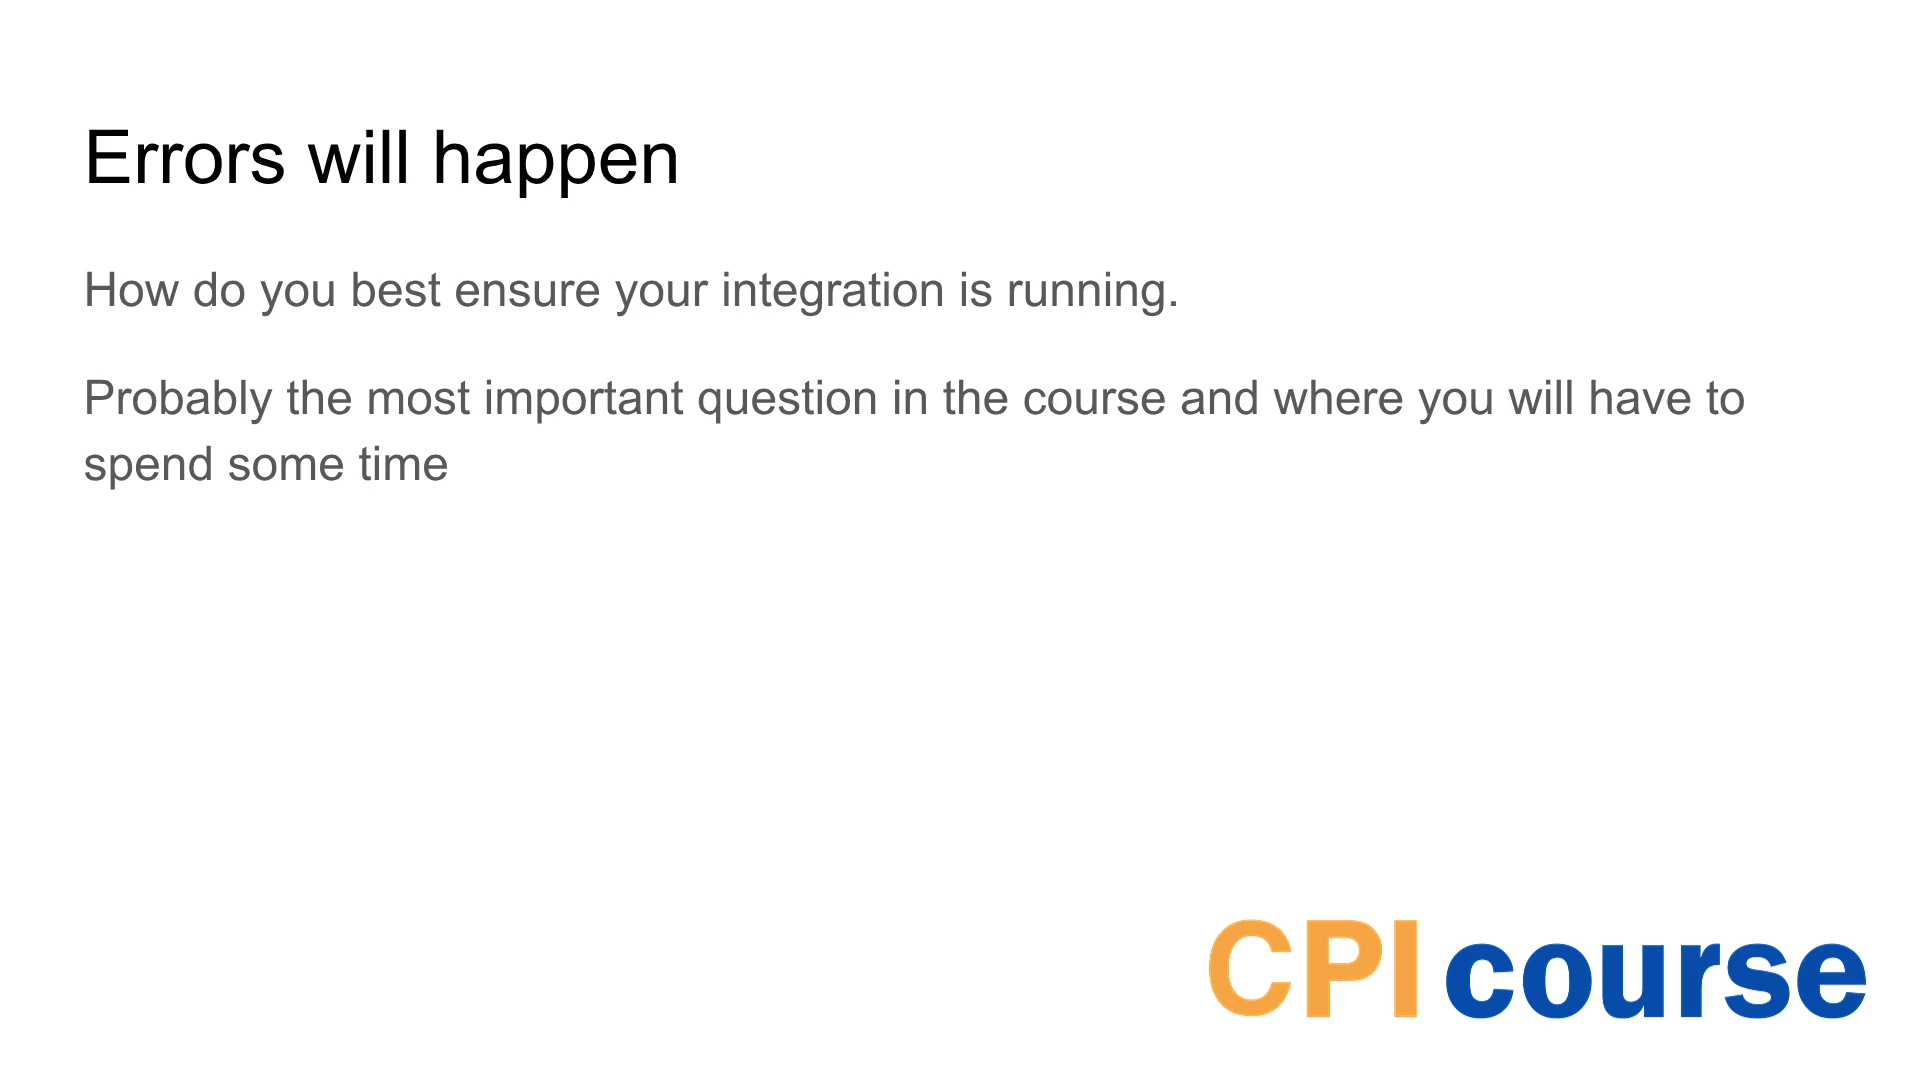 Errors will happen
How do you best ensure your integration is running.
Probably the most important question in the course and where you will have to
spend some time
CPI course